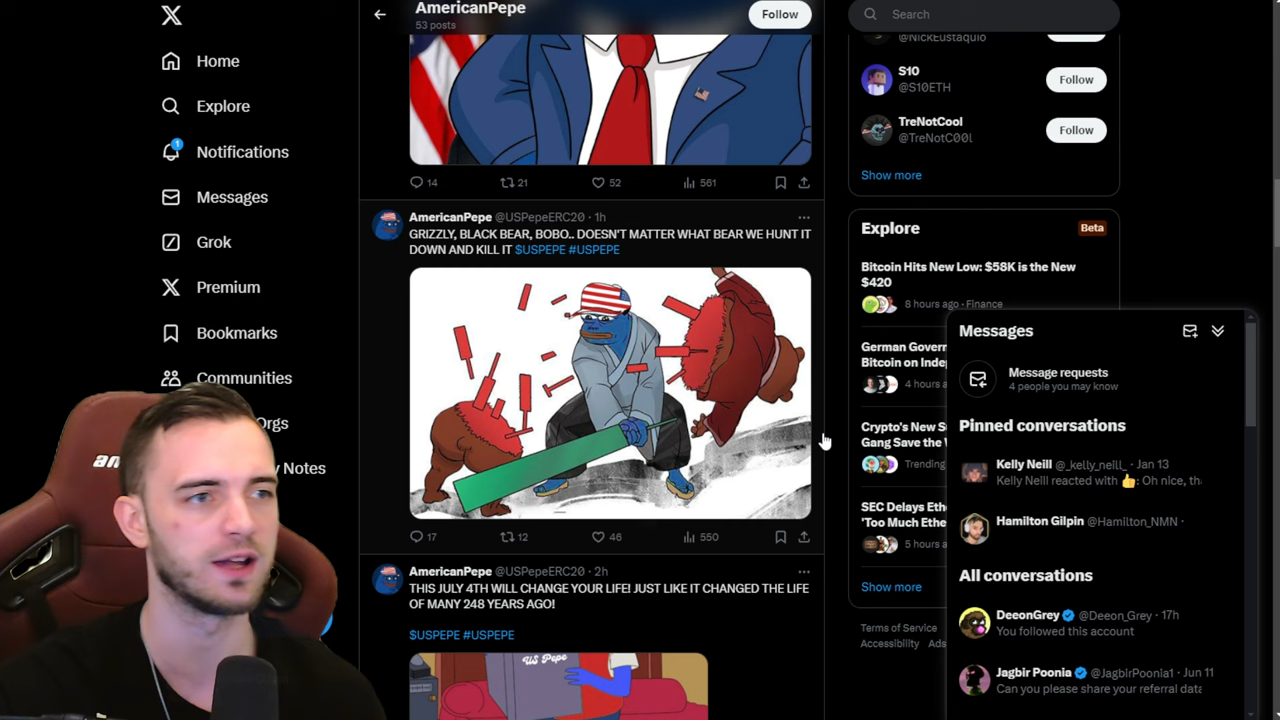 Home
Explore
1
Notifications
Messages
Grok
Premium
Bookmarks
Communities
Orgs
Notes
AmericanPepe
53 posts
Follow
14 21 52 561
AmericanPepe @USPepeERC20 · 1h
GRIZZLY, BLACK BEAR, BOBO.. DOESN'T MATTER WHAT BEAR WE HUNT IT
DOWN AND KILL IT $USPEPE #USPEPE
17 12 46 550
AmericanPepe @USPepeERC20 · 2h
THIS JULY 4TH WILL CHANGE YOUR LIFE! JUST LIKE IT CHANGED THE LIFE
OF MANY 248 YEARS AGO!
$USPEPE #USPEPE
US Pepe
Search
@NickEustaquio
S10
@S10ETH
Follow
TreNotCool
@TreNotC00l
Follow
Show more
Explore
Beta
Bitcoin Hits New Low: $58K is the New
$420
8 hours ago · Finance
German Gover
Bitcoin on Inde
4 hours a
Crypto's New S
Gang Save the
Trending
SEC Delays Eth
'Too Much Ethe
5 hours a
Show more
Terms of Service
Accessibility Ads
Messages
Message requests
4 people you may know
Pinned conversations
Kelly Neill @_kelly_neill_ · Jan 13
Kelly Neill reacted with 👍: Oh nice, th
Hamilton Gilpin @Hamilton_NMN ·
All conversations
DeeonGrey @Deeon_Grey · 17h
You followed this account
Jagbir Poonia @JagbirPoonia1 · Jun 11
Can you please share your referral data